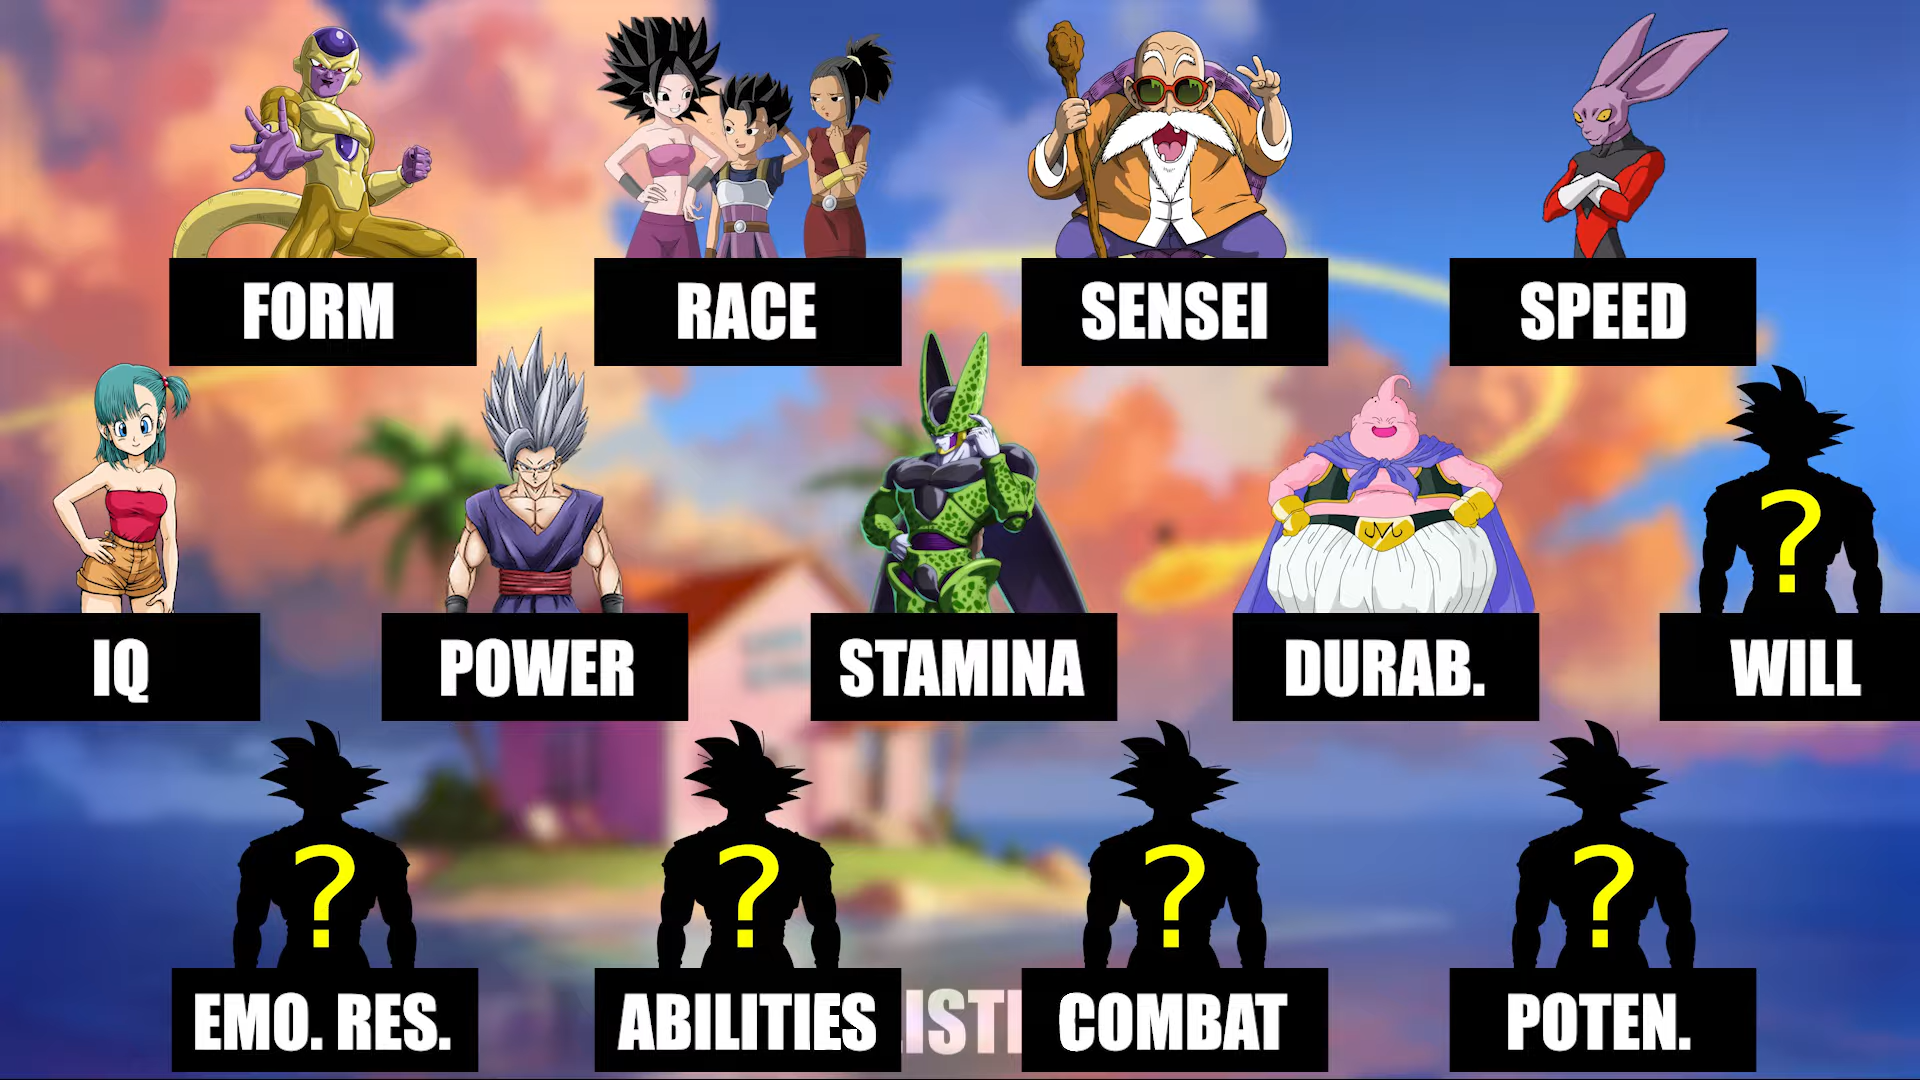 FORM
RACE
SENSEI
SPEED
IQ
POWER
STAMINA
DURAB.
?
WILL
?
?
?
?
EMO. RES.
ABILITIES
COMBAT
POTEN.